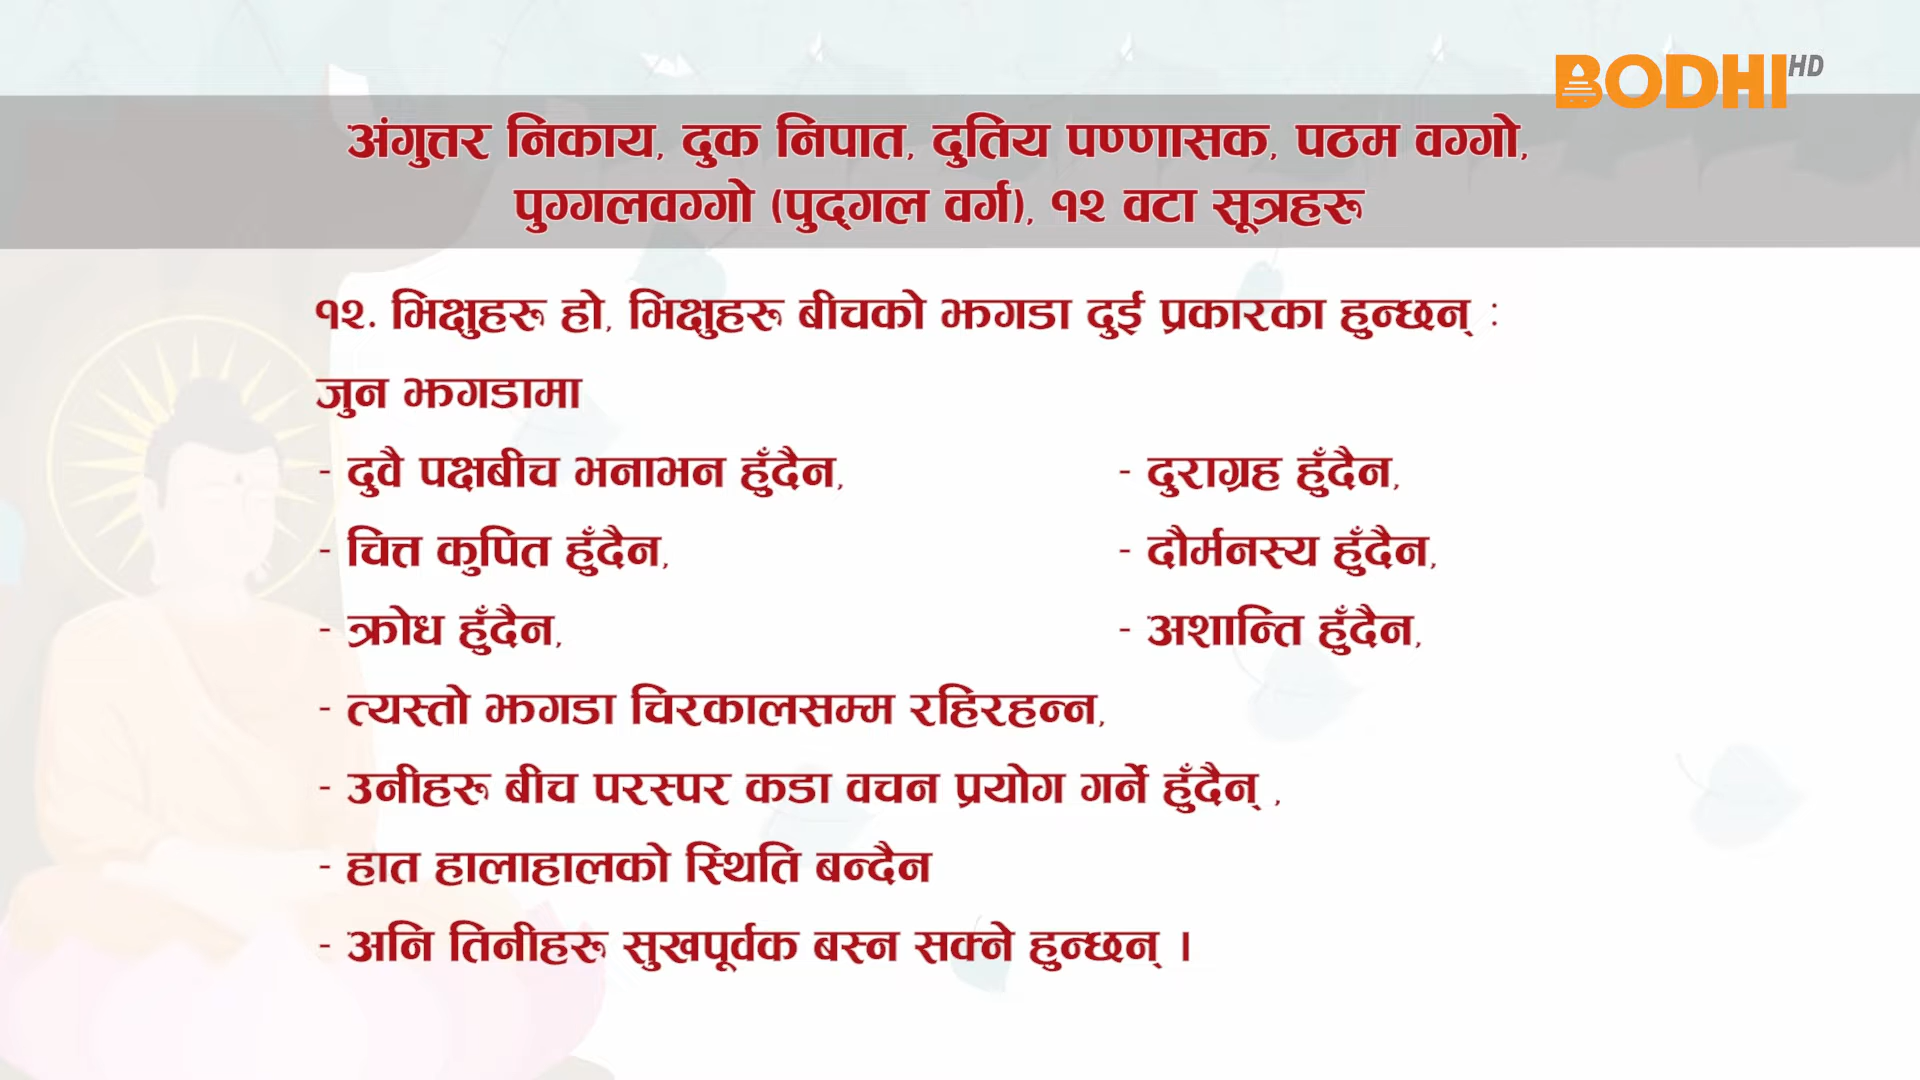 BODHI HD
अंगुत्तर निकाय, दुक निपात, दुतिय पण्णासक, पठम वग्गो,
पुग्गलवग्गो (पुद्गल वर्ग), १२ वटा सूत्रहरू
१२. भिक्षुहरू हो, भिक्षुहरू बीचको झगडा दुई प्रकारका हुन्छन् :
जुन झगडामा
- दुवै पक्षबीच भनाभन हुँदैन, - दुराग्रह हुँदैन,
- चित्त कुपित हुँदैन, - दौर्मनस्य हुँदैन,
- क्रोध हुँदैन, - अशान्ति हुँदैन,
- त्यस्तो झगडा चिरकालसम्म रहिरहन्न,
- उनीहरू बीच परस्पर कडा वचन प्रयोग गर्ने हुँदैन् ,
- हात हालाहालको स्थिति बन्दैन
- अनि तिनीहरू सुखपूर्वक बस्न सक्ने हुन्छन् ।